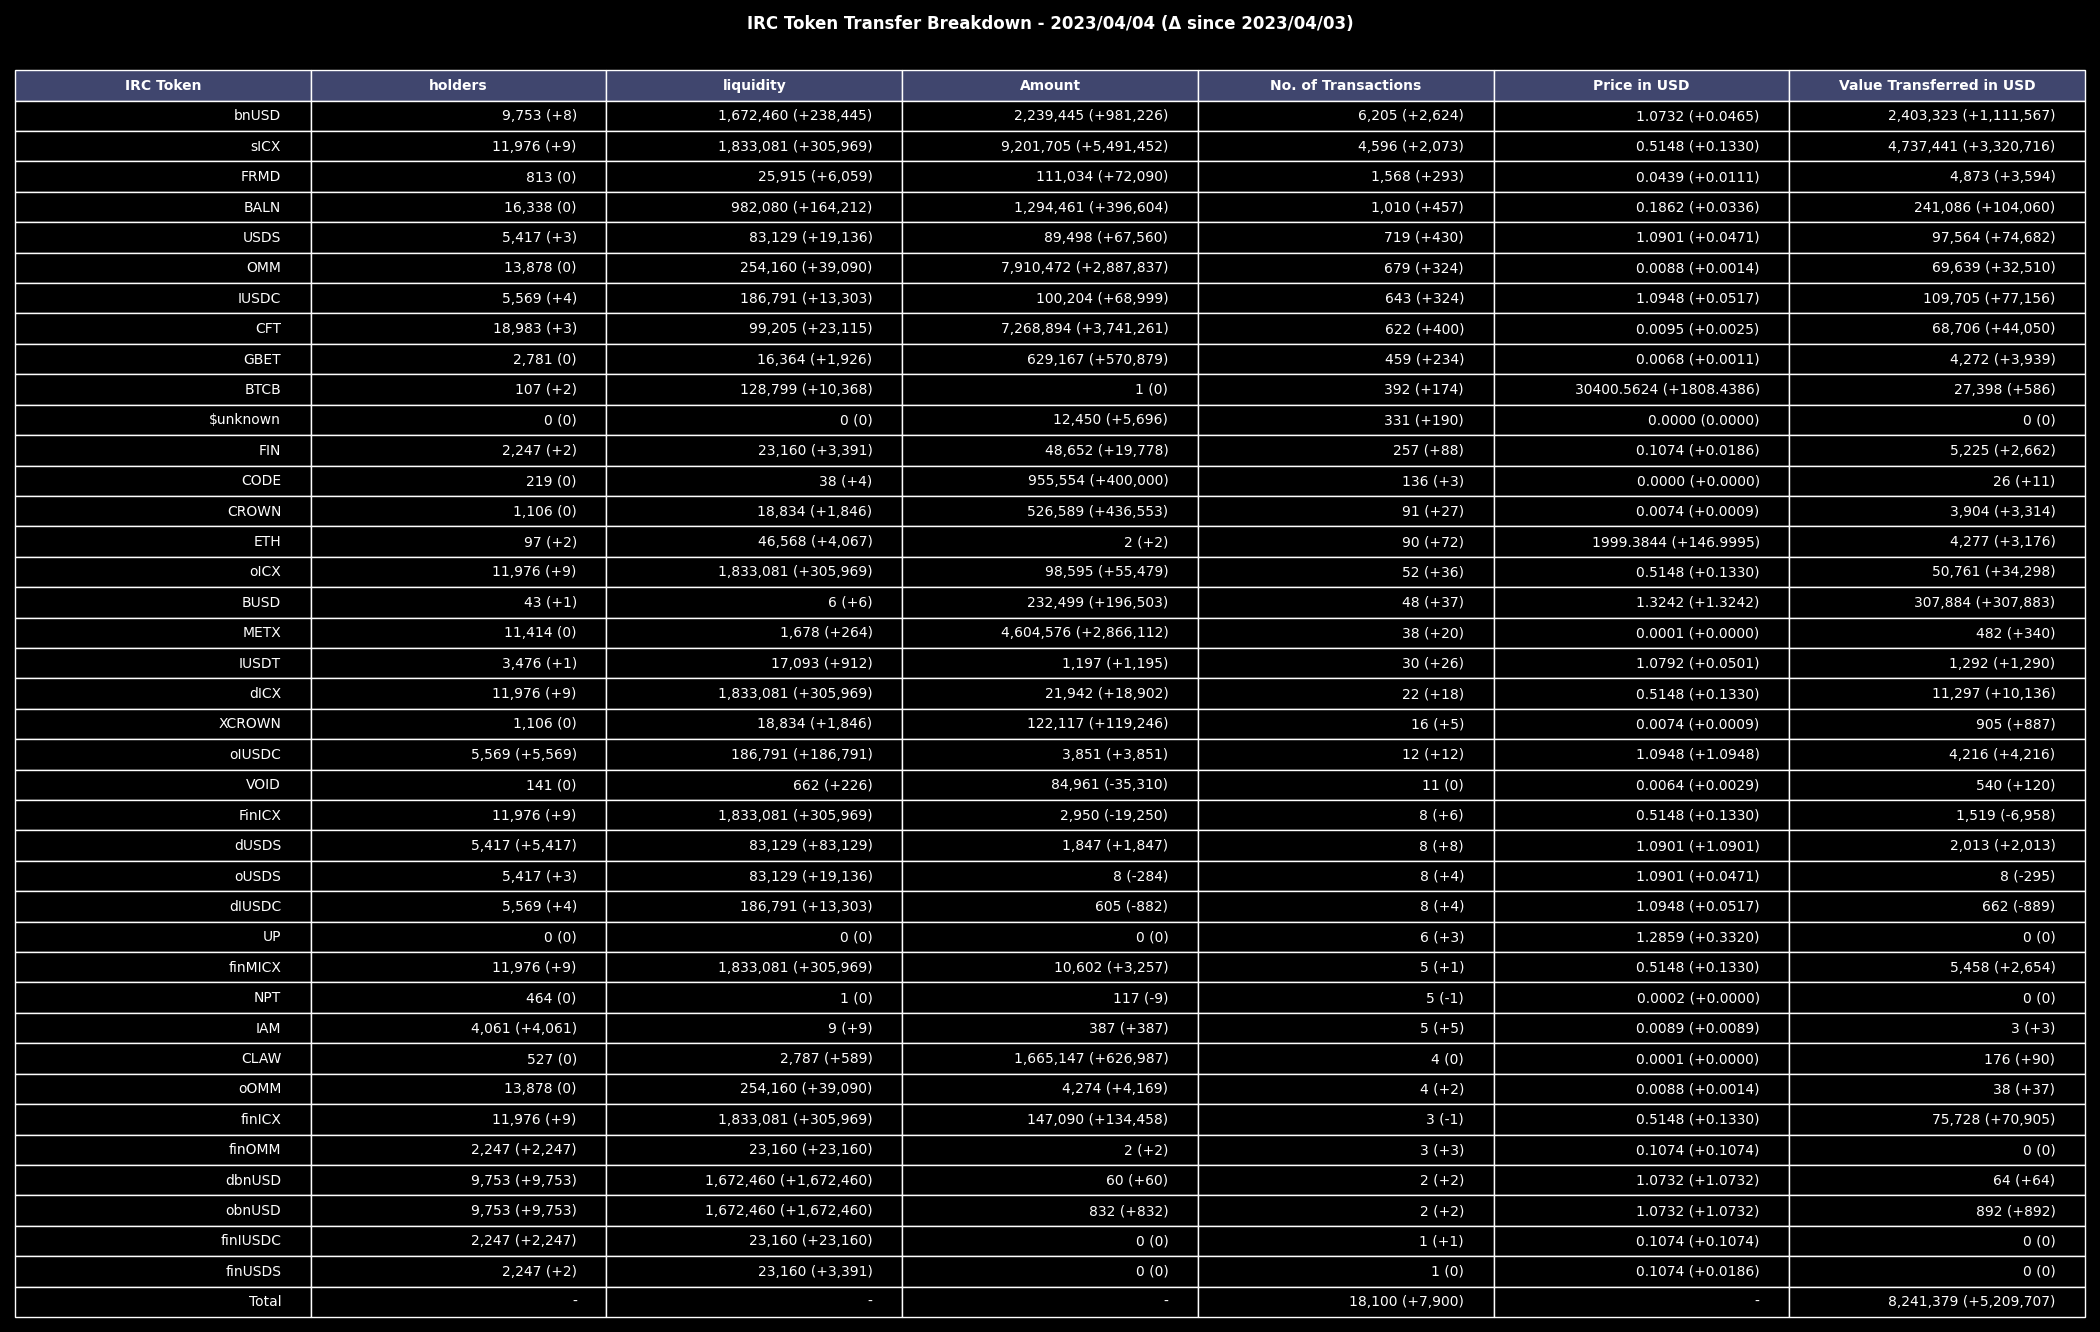 IRC Token Transfer Breakdown - 2023/04/04 (Δ since 2023/04/03)
IRC Token holders liquidity Amount No. of Transactions Price in USD Value Transferred in USD
bnUSD 9,753 (+8) 1,672,460 (+238,445) 2,239,445 (+981,226) 6,205 (+2,624) 1.0732 (+0.0465) 2,403,323 (+1,111,567)
sICX 11,976 (+9) 1,833,081 (+305,969) 9,201,705 (+5,491,452) 4,596 (+2,073) 0.5148 (+0.1330) 4,737,441 (+3,320,716)
FRMD 813 (0) 25,915 (+6,059) 111,034 (+72,090) 1,568 (+293) 0.0439 (+0.0111) 4,873 (+3,594)
BALN 16,338 (0) 982,080 (+164,212) 1,294,461 (+396,604) 1,010 (+457) 0.1862 (+0.0336) 241,086 (+104,060)
USDS 5,417 (+3) 83,129 (+19,136) 89,498 (+67,560) 719 (+430) 1.0901 (+0.0471) 97,564 (+74,682)
OMM 13,878 (0) 254,160 (+39,090) 7,910,472 (+2,887,837) 679 (+324) 0.0088 (+0.0014) 69,639 (+32,510)
IUSDC 5,569 (+4) 186,791 (+13,303) 100,204 (+68,999) 643 (+324) 1.0948 (+0.0517) 109,705 (+77,156)
CFT 18,983 (+3) 99,205 (+23,115) 7,268,894 (+3,741,261) 622 (+400) 0.0095 (+0.0025) 68,706 (+44,050)
GBET 2,781 (0) 16,364 (+1,926) 629,167 (+570,879) 459 (+234) 0.0068 (+0.0011) 4,272 (+3,939)
BTCB 107 (+2) 128,799 (+10,368) 1 (0) 392 (+174) 30400.5624 (+1808.4386) 27,398 (+586)
$unknown 0 (0) 0 (0) 12,450 (+5,696) 331 (+190) 0.0000 (0.0000) 0 (0)
FIN 2,247 (+2) 23,160 (+3,391) 48,652 (+19,778) 257 (+88) 0.1074 (+0.0186) 5,225 (+2,662)
CODE 219 (0) 38 (+4) 955,554 (+400,000) 136 (+3) 0.0000 (+0.0000) 26 (+11)
CROWN 1,106 (0) 18,834 (+1,846) 526,589 (+436,553) 91 (+27) 0.0074 (+0.0009) 3,904 (+3,314)
ETH 97 (+2) 46,568 (+4,067) 2 (+2) 90 (+72) 1999.3844 (+146.9995) 4,277 (+3,176)
oICX 11,976 (+9) 1,833,081 (+305,969) 98,595 (+55,479) 52 (+36) 0.5148 (+0.1330) 50,761 (+34,298)
BUSD 43 (+1) 6 (+6) 232,499 (+196,503) 48 (+37) 1.3242 (+1.3242) 307,884 (+307,883)
METX 11,414 (0) 1,678 (+264) 4,604,576 (+2,866,112) 38 (+20) 0.0001 (+0.0000) 482 (+340)
IUSDT 3,476 (+1) 17,093 (+912) 1,197 (+1,195) 30 (+26) 1.0792 (+0.0501) 1,292 (+1,290)
dICX 11,976 (+9) 1,833,081 (+305,969) 21,942 (+18,902) 22 (+18) 0.5148 (+0.1330) 11,297 (+10,136)
XCROWN 1,106 (0) 18,834 (+1,846) 122,117 (+119,246) 16 (+5) 0.0074 (+0.0009) 905 (+887)
oIUSDC 5,569 (+5,569) 186,791 (+186,791) 3,851 (+3,851) 12 (+12) 1.0948 (+1.0948) 4,216 (+4,216)
VOID 141 (0) 662 (+226) 84,961 (-35,310) 11 (0) 0.0064 (+0.0029) 540 (+120)
FinICX 11,976 (+9) 1,833,081 (+305,969) 2,950 (-19,250) 8 (+6) 0.5148 (+0.1330) 1,519 (-6,958)
dUSDS 5,417 (+5,417) 83,129 (+83,129) 1,847 (+1,847) 8 (+8) 1.0901 (+1.0901) 2,013 (+2,013)
oUSDS 5,417 (+3) 83,129 (+19,136) 8 (-284) 8 (+4) 1.0901 (+0.0471) 8 (-295)
dIUSDC 5,569 (+4) 186,791 (+13,303) 605 (-882) 8 (+4) 1.0948 (+0.0517) 662 (-889)
UP 0 (0) 0 (0) 0 (0) 6 (+3) 1.2859 (+0.3320) 0 (0)
finMICX 11,976 (+9) 1,833,081 (+305,969) 10,602 (+3,257) 5 (+1) 0.5148 (+0.1330) 5,458 (+2,654)
NPT 464 (0) 1 (0) 117 (-9) 5 (-1) 0.0002 (+0.0000) 0 (0)
IAM 4,061 (+4,061) 9 (+9) 387 (+387) 5 (+5) 0.0089 (+0.0089) 3 (+3)
CLAW 527 (0) 2,787 (+589) 1,665,147 (+626,987) 4 (0) 0.0001 (+0.0000) 176 (+90)
oOMM 13,878 (0) 254,160 (+39,090) 4,274 (+4,169) 4 (+2) 0.0088 (+0.0014) 38 (+37)
finICX 11,976 (+9) 1,833,081 (+305,969) 147,090 (+134,458) 3 (-1) 0.5148 (+0.1330) 75,728 (+70,905)
finOMM 2,247 (+2,247) 23,160 (+23,160) 2 (+2) 3 (+3) 0.1074 (+0.1074) 0 (0)
dbnUSD 9,753 (+9,753) 1,672,460 (+1,672,460) 60 (+60) 2 (+2) 1.0732 (+1.0732) 64 (+64)
obnUSD 9,753 (+9,753) 1,672,460 (+1,672,460) 832 (+832) 2 (+2) 1.0732 (+1.0732) 892 (+892)
finIUSDC 2,247 (+2,247) 23,160 (+23,160) 0 (0) 1 (+1) 0.1074 (+0.1074) 0 (0)
finUSDS 2,247 (+2) 23,160 (+3,391) 0 (0) 1 (0) 0.1074 (+0.0186) 0 (0)
Total - - - 18,100 (+7,900) - 8,241,379 (+5,209,707)